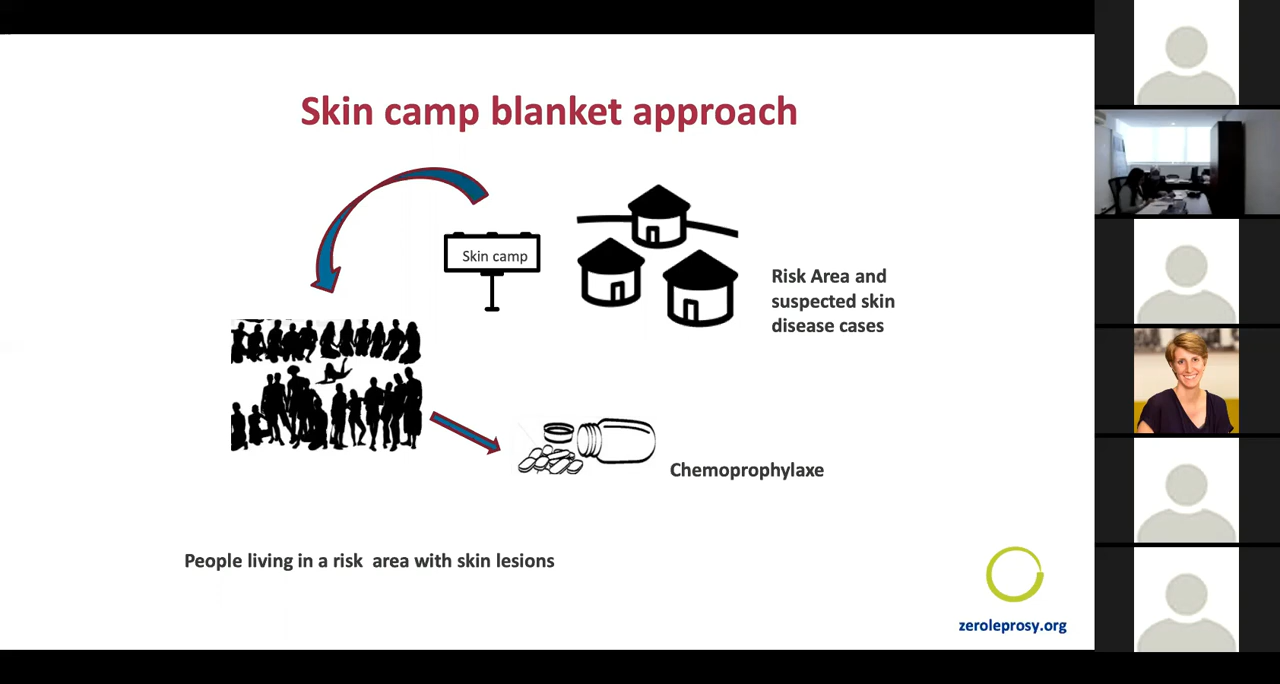 Skin camp blanket approach
Skin camp
Risk Area and
suspected skin
disease cases
Chemoprophylaxe
People living in a risk area with skin lesions
zeroleprosy.org